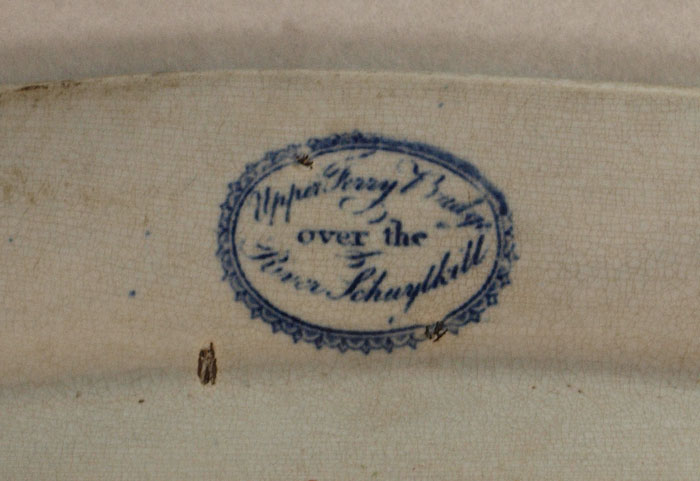 Upper Ferry Bridge
over the
River Schuylkill